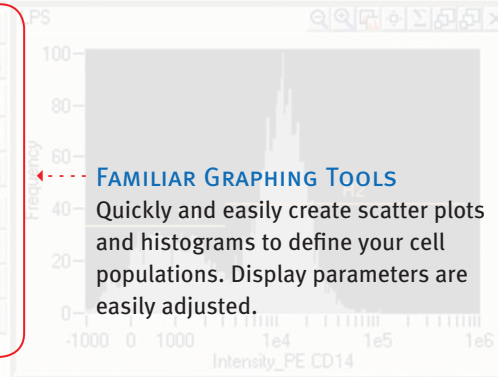 LPS
100
80
60
40
20
0
Frequency
FAMILIAR GRAPHING TOOLS
Quickly and easily create scatter plots
and histograms to define your cell
populations. Display parameters are
easily adjusted.
-1000 0 1000 1e4 1e5 1e6
Intensity_PE CD14